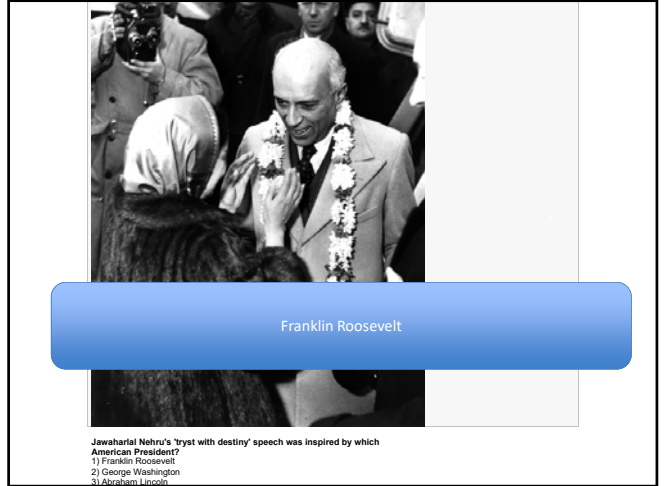 Franklin Roosevelt
Jawaharlal Nehru's 'tryst with destiny' speech was inspired by which
American President?
1) Franklin Roosevelt
2) George Washington
3) Abraham Lincoln